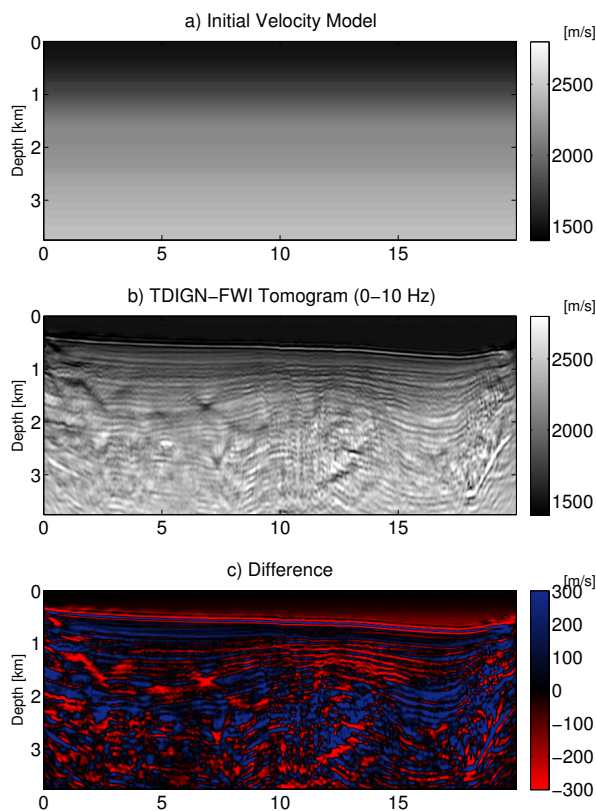 a) Initial Velocity Model
[m/s]
0
1
2
3
Depth [km]
0 5 10 15
2500
2000
1500
b) TDIGN−FWI Tomogram (0−10 Hz)
[m/s]
0
1
2
3
Depth [km]
0 5 10 15
2500
2000
1500
c) Difference
[m/s]
0
1
2
3
Depth [km]
0 5 10 15
300
200
100
0
−100
−200
−300